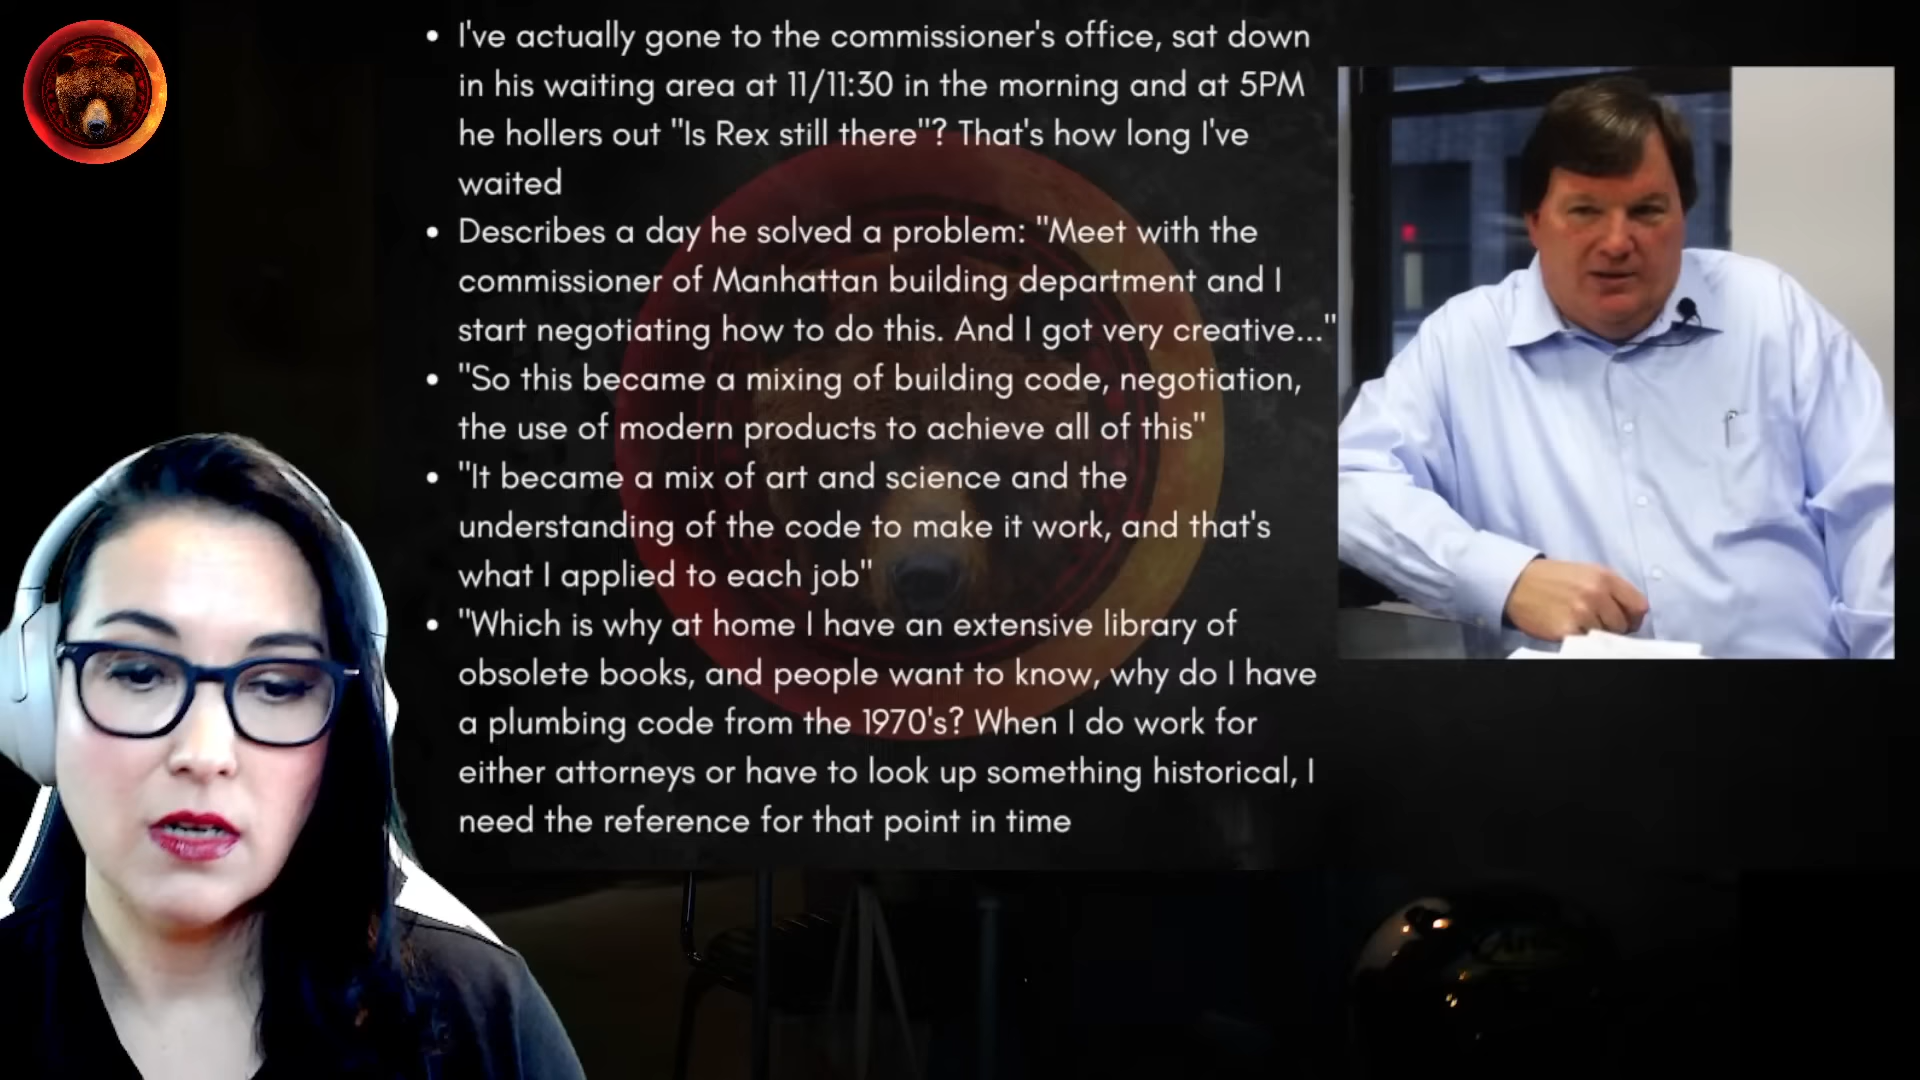 • I've actually gone to the commissioner's office, sat down
in his waiting area at 11/11:30 in the morning and at 5PM
he hollers out "Is Rex still there"? That's how long I've
waited
• Describes a day he solved a problem: "Meet with the
commissioner of Manhattan building department and I
start negotiating how to do this. And I got very creative..."
• "So this became a mixing of building code, negotiation,
the use of modern products to achieve all of this"
• "It became a mix of art and science and the
understanding of the code to make it work, and that's
what I applied to each job"
• "Which is why at home I have an extensive library of
obsolete books, and people want to know, why do I have
a plumbing code from the 1970's? When I do work for
either attorneys or have to look up something historical, I
need the reference for that point in time